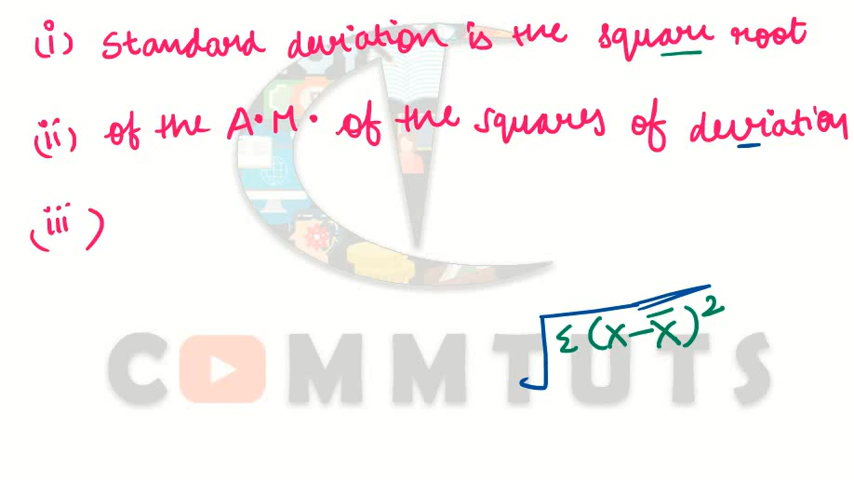 (i) Standard deviation is the square root
(ii) of the A.M. of the squares of deviation
(iii)
√Σ(x-x̄)²
COMMTUTS